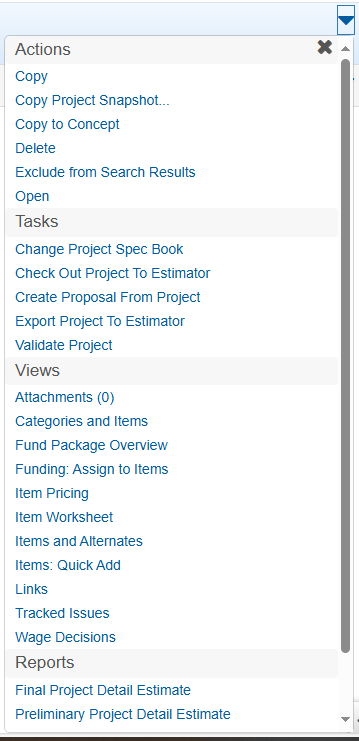 Actions
Copy
Copy Project Snapshot...
Copy to Concept
Delete
Exclude from Search Results
Open
Tasks
Change Project Spec Book
Check Out Project To Estimator
Create Proposal From Project
Export Project To Estimator
Validate Project
Views
Attachments (0)
Categories and Items
Fund Package Overview
Funding: Assign to Items
Item Pricing
Item Worksheet
Items and Alternates
Items: Quick Add
Links
Tracked Issues
Wage Decisions
Reports
Final Project Detail Estimate
Preliminary Project Detail Estimate